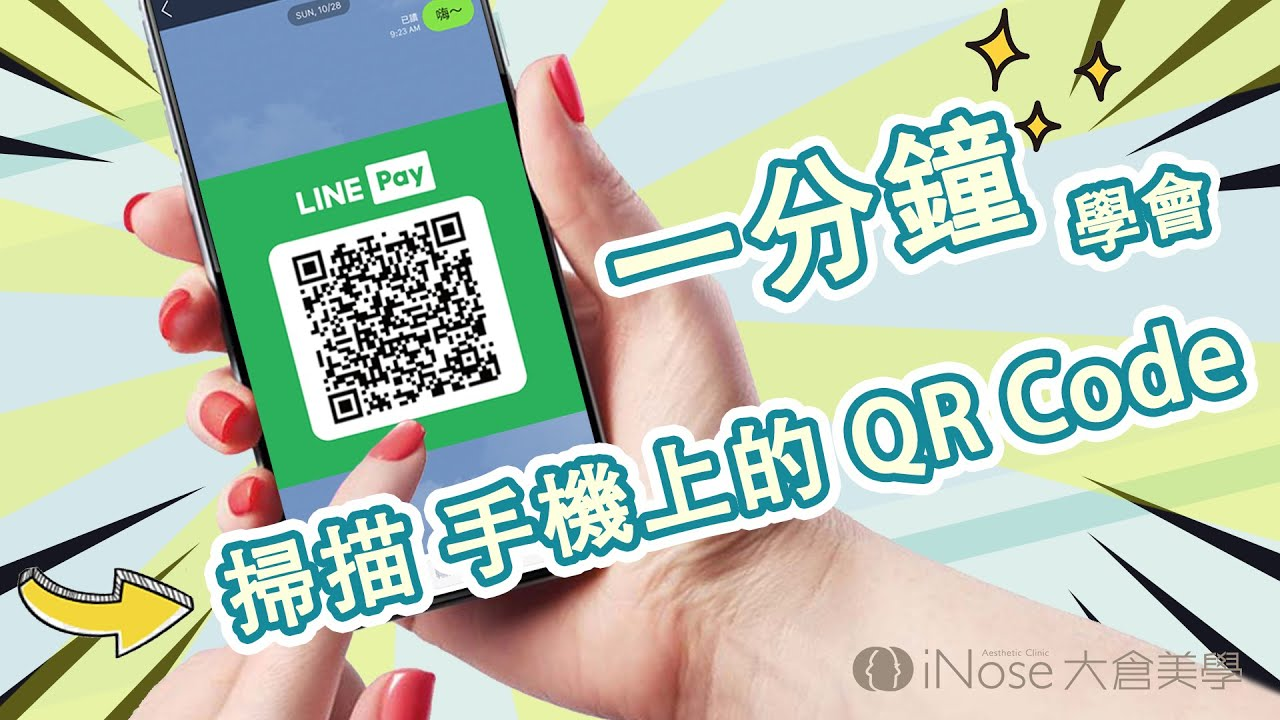 SUN, 10/28
嗨～
已讀
9:23 AM
LINE Pay
一分鐘 學會
掃描 手機上的 QR Code
Aesthetic Clinic
iNose 大倉美學